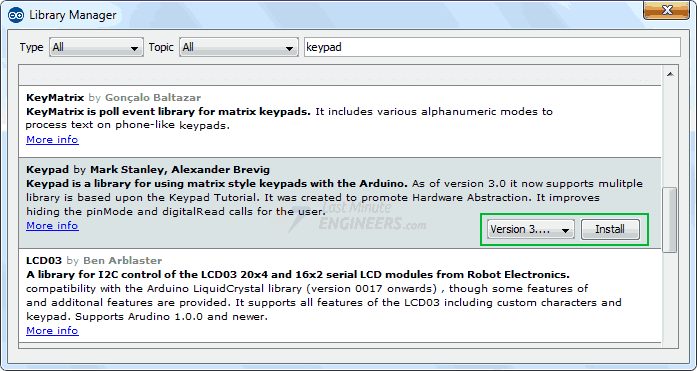 Library Manager
Type All Topic All keypad
KeyMatrix by Gonçalo Baltazar
KeyMatrix is poll event library for matrix keypads. It includes various alphanumeric modes to
process text on phone-like keypads.
More info
Keypad by Mark Stanley, Alexander Brevig
Keypad is a library for using matrix style keypads with the Arduino. As of version 3.0 it now supports mulitple
library is based upon the Keypad Tutorial. It was created to promote Hardware Abstraction. It improves
hiding the pinMode and digitalRead calls for the user.
More info
Last Minute
ENGINEERS.com
Version 3.... Install
LCD03 by Ben Arblaster
A library for I2C control of the LCD03 20x4 and 16x2 serial LCD modules from Robot Electronics.
compatibility with the Arduino LiquidCrystal library (version 0017 onwards) , though some features of
and additonal features are provided. It supports all features of the LCD03 including custom characters and
keypad. Supports Arudino 1.0.0 and newer.
More info